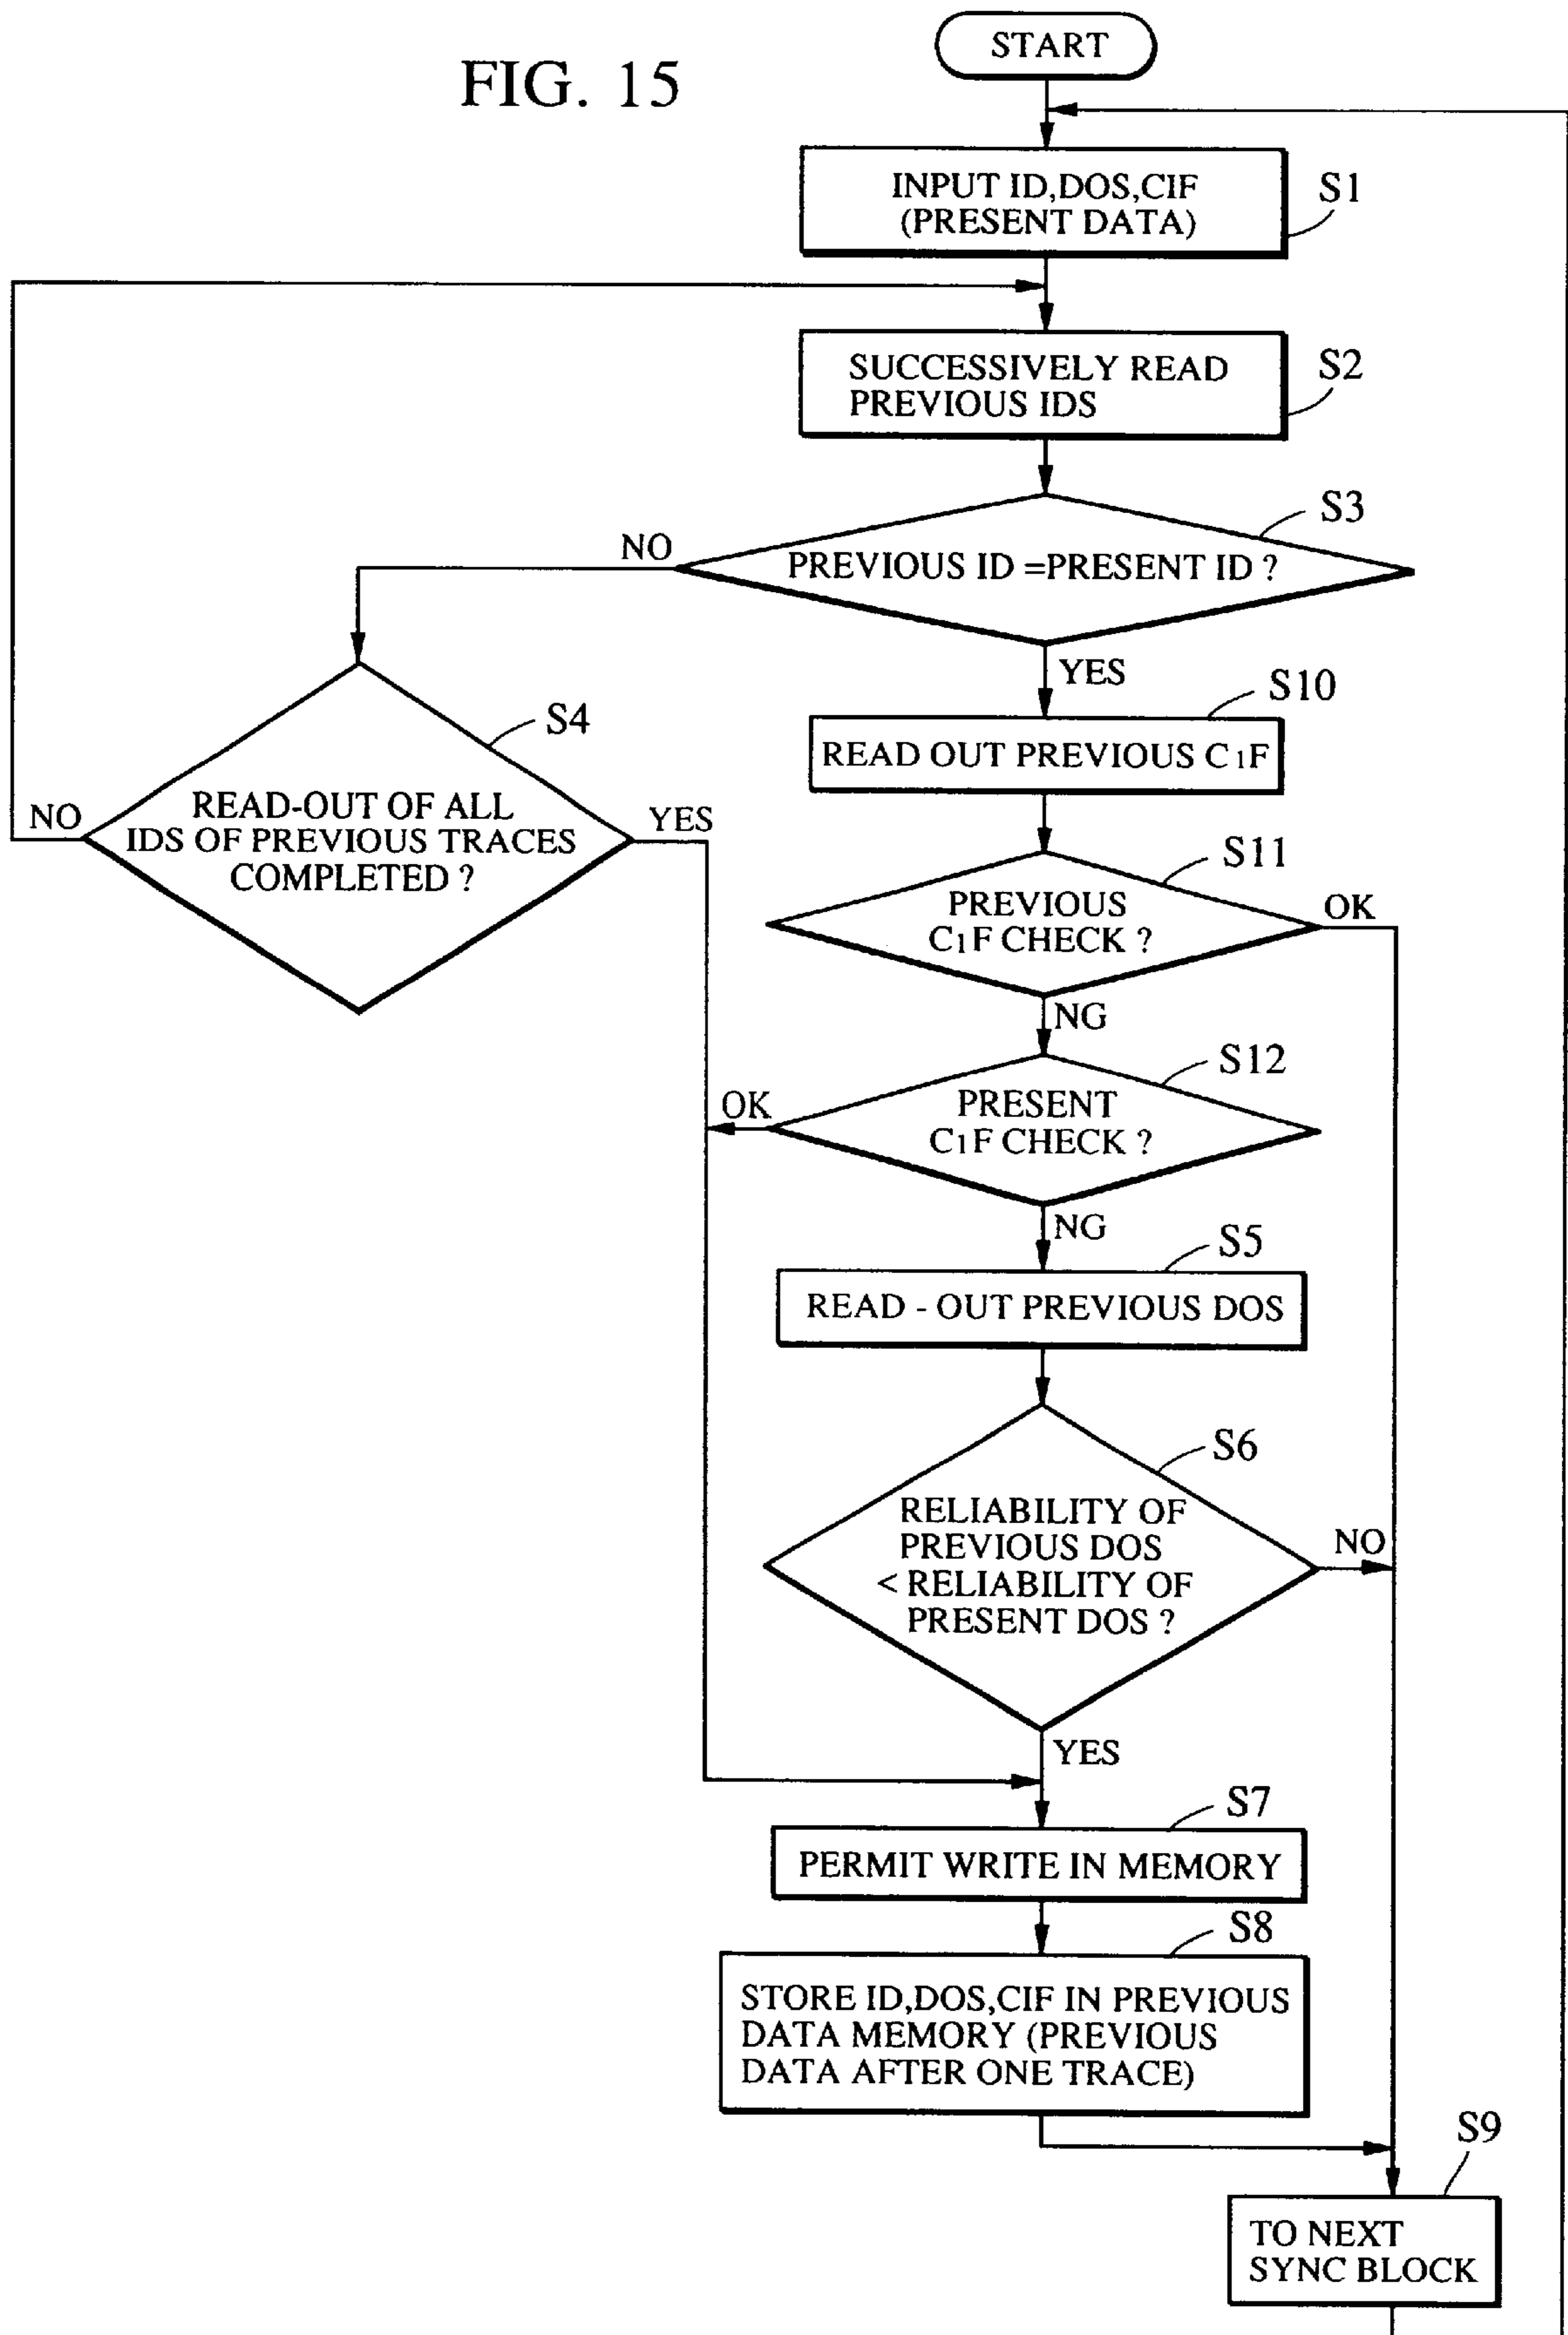 FIG. 15
START
INPUT ID,DOS,CIF
(PRESENT DATA)
S1
SUCCESSIVELY READ
PREVIOUS IDS
S2
S3
NO
PREVIOUS ID =PRESENT ID ?
YES
S10
READ OUT PREVIOUS C1F
S4
NO
READ-OUT OF ALL
IDS OF PREVIOUS TRACES
COMPLETED ?
YES
S11
PREVIOUS
C1F CHECK ?
OK
NG
S12
OK
PRESENT
C1F CHECK ?
NG
S5
READ - OUT PREVIOUS DOS
S6
RELIABILITY OF
PREVIOUS DOS
< RELIABILITY OF
PRESENT DOS ?
NO
YES
S7
PERMIT WRITE IN MEMORY
S8
STORE ID,DOS,CIF IN PREVIOUS
DATA MEMORY (PREVIOUS
DATA AFTER ONE TRACE)
S9
TO NEXT
SYNC BLOCK